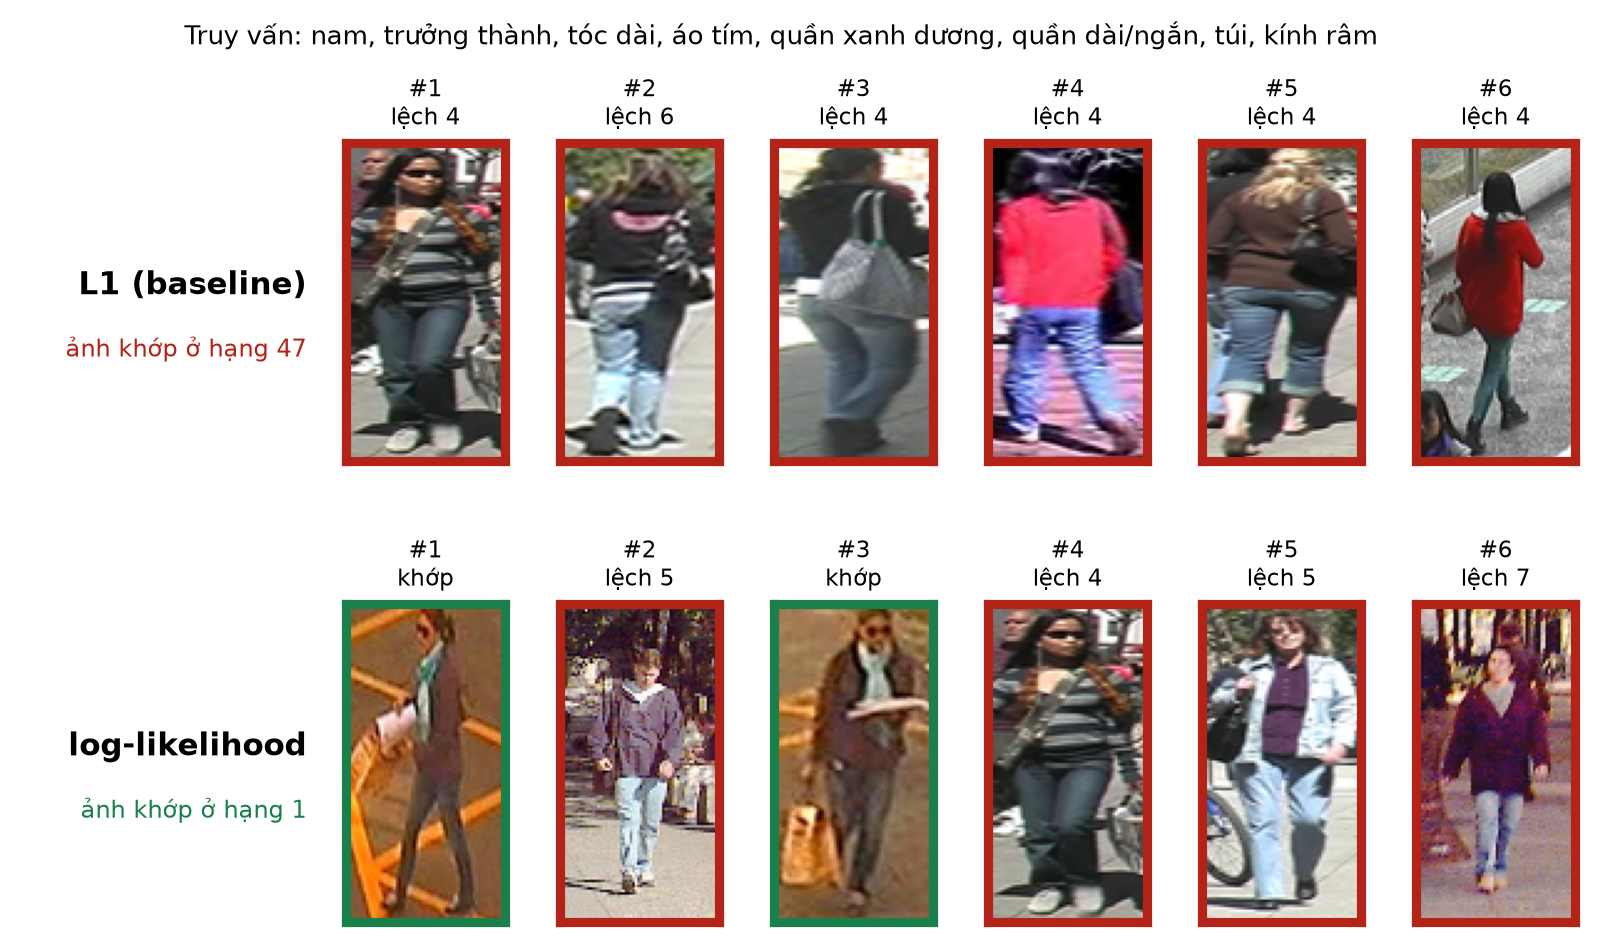 Truy vấn: nam, trưởng thành, tóc dài, áo tím, quần xanh dương, quần dài/ngắn, túi, kính râm
#1 #2 #3 #4 #5 #6
lệch 4 lệch 6 lệch 4 lệch 4 lệch 4 lệch 4
L1 (baseline)
ảnh khớp ở hạng 47
#1 #2 #3 #4 #5 #6
khớp lệch 5 khớp lệch 4 lệch 5 lệch 7
log-likelihood
ảnh khớp ở hạng 1